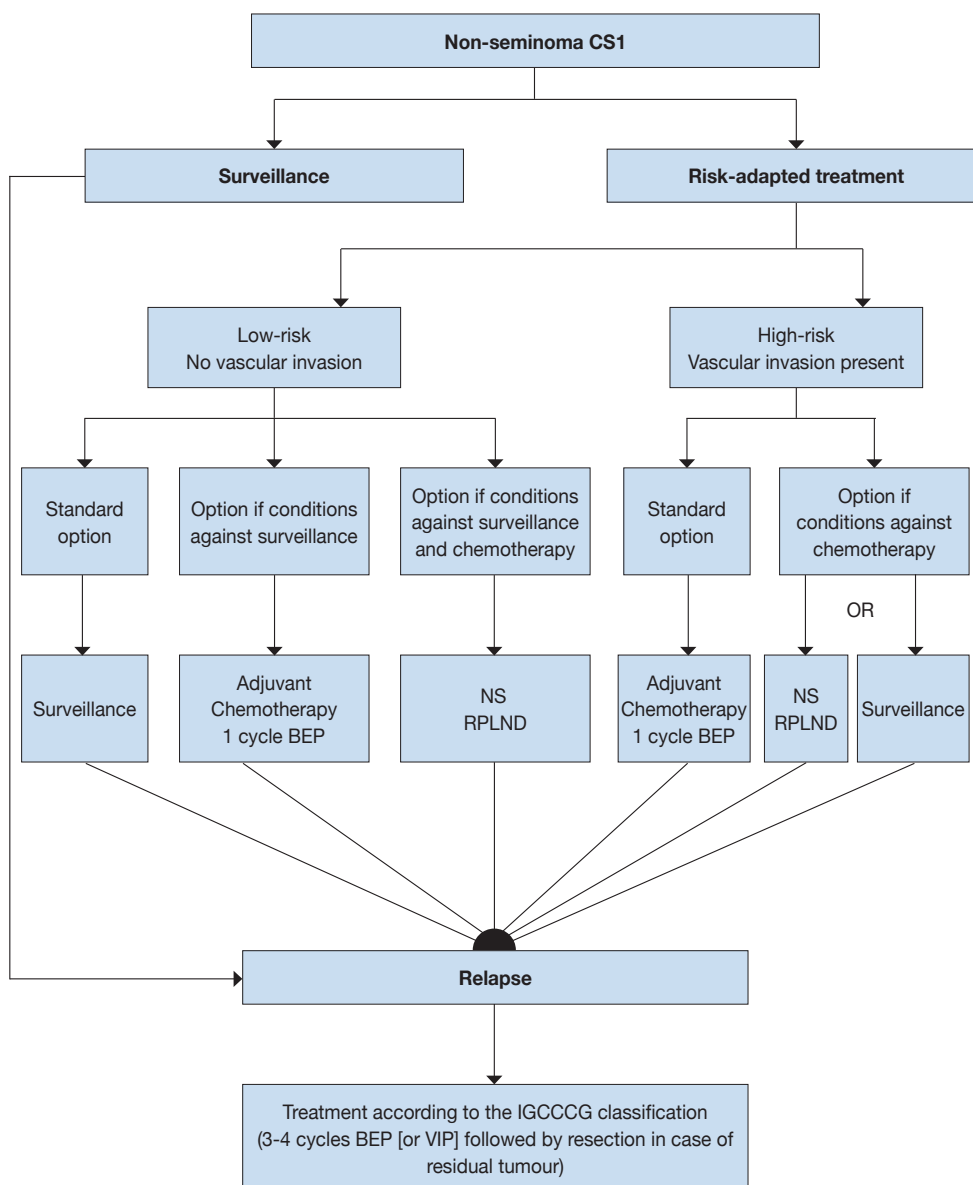 Non-seminoma CS1
Surveillance
Risk-adapted treatment
Low-risk
No vascular invasion
High-risk
Vascular invasion present
Standard
option
Option if conditions
against surveillance
Option if conditions
against surveillance
and chemotherapy
Standard
option
Option if
conditions against
chemotherapy
OR
Surveillance
Adjuvant
Chemotherapy
1 cycle BEP
NS
RPLND
Adjuvant
Chemotherapy
1 cycle BEP
NS
RPLND
Surveillance
Relapse
Treatment according to the IGCCCG classification
(3-4 cycles BEP [or VIP] followed by resection in case of
residual tumour)